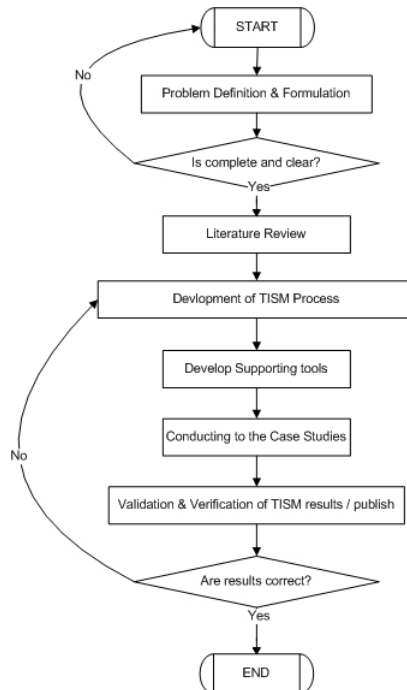 START
No
Problem Definition & Formulation
Is complete and clear?
Yes
Literature Review
Devlopment of TISM Process
Develop Supporting tools
Conducting to the Case Studies
No
Validation & Verification of TISM results / publish
Are results correct?
Yes
END